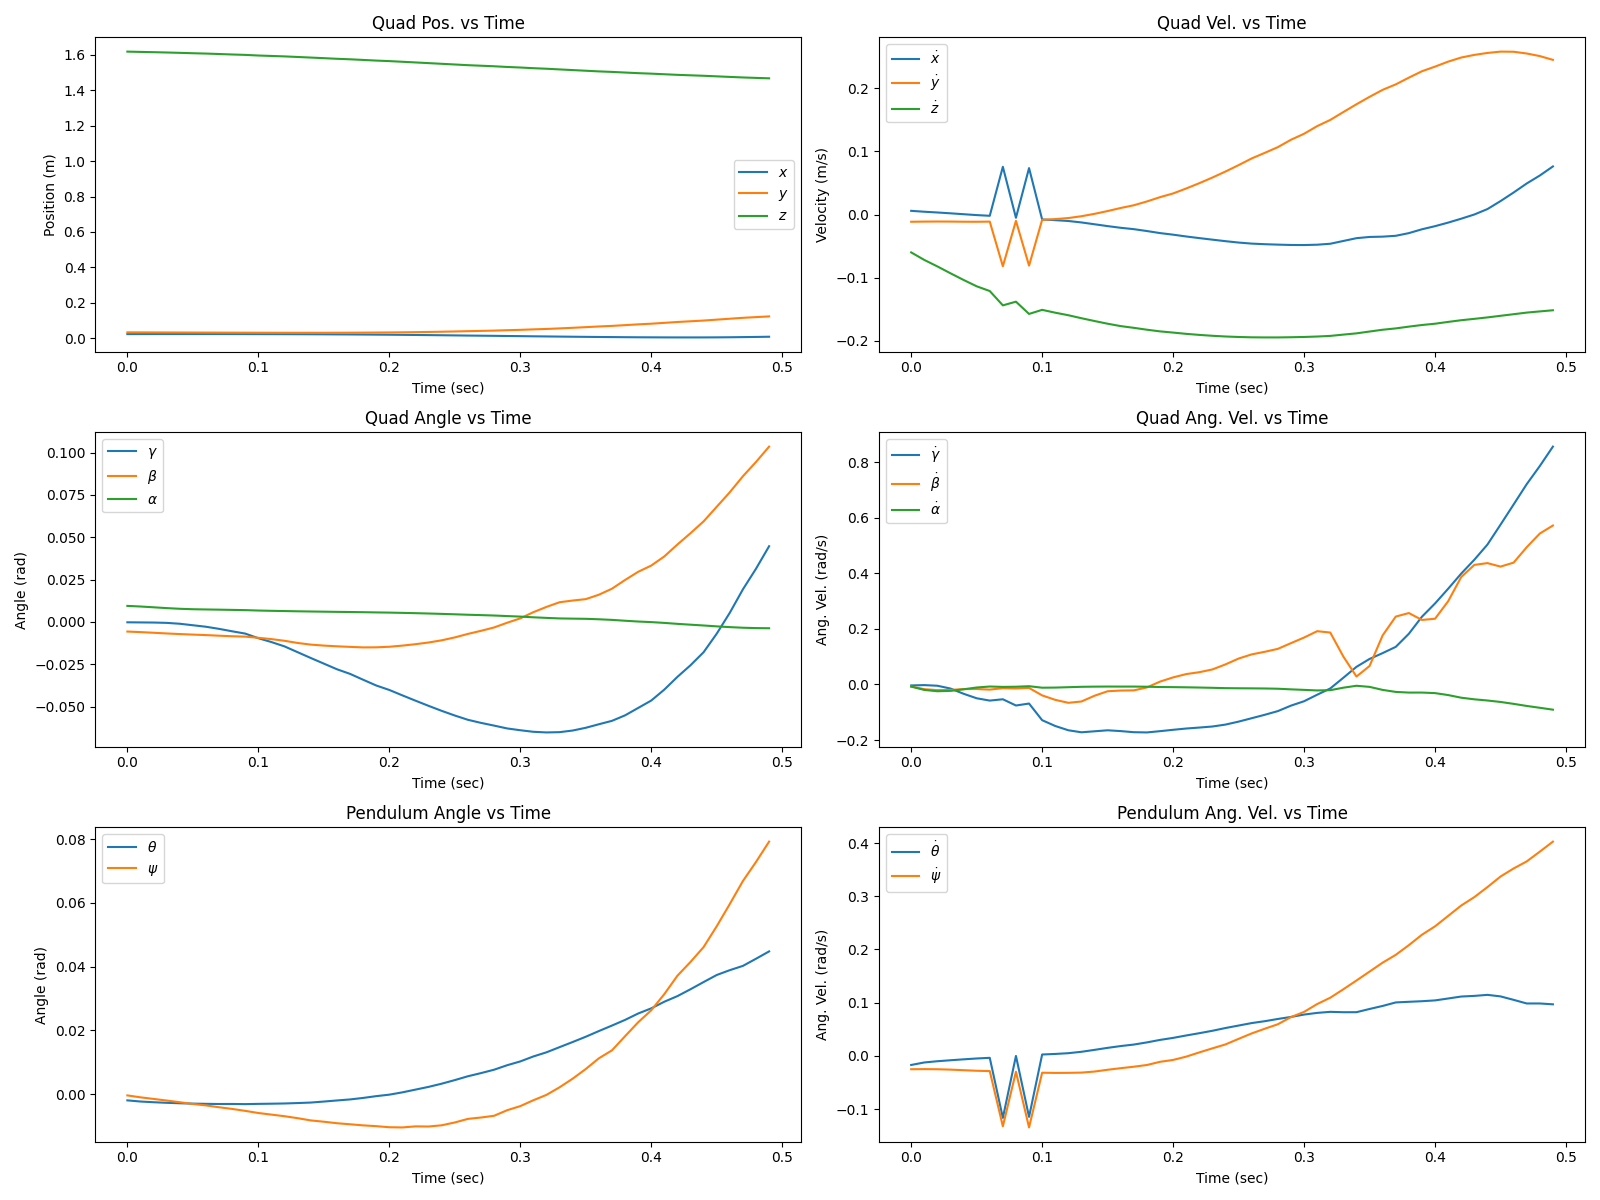 Quad Pos. vs Time
1.6
1.4
1.2
1.0
0.8
0.6
0.4
0.2
0.0
Position (m)
x
y
z
0.0 0.1 0.2 0.3 0.4 0.5
Time (sec)
Quad Vel. vs Time
ẋ
ẏ
ż
0.2
0.1
0.0
−0.1
−0.2
Velocity (m/s)
0.0 0.1 0.2 0.3 0.4 0.5
Time (sec)
Quad Angle vs Time
γ
β
α
0.100
0.075
0.050
0.025
0.000
−0.025
−0.050
Angle (rad)
0.0 0.1 0.2 0.3 0.4 0.5
Time (sec)
Quad Ang. Vel. vs Time
γ̇
β̇
α̇
0.8
0.6
0.4
0.2
0.0
−0.2
Ang. Vel. (rad/s)
0.0 0.1 0.2 0.3 0.4 0.5
Time (sec)
Pendulum Angle vs Time
θ
ψ
0.08
0.06
0.04
0.02
0.00
Angle (rad)
0.0 0.1 0.2 0.3 0.4 0.5
Time (sec)
Pendulum Ang. Vel. vs Time
θ̇
ψ̇
0.4
0.3
0.2
0.1
0.0
−0.1
Ang. Vel. (rad/s)
0.0 0.1 0.2 0.3 0.4 0.5
Time (sec)